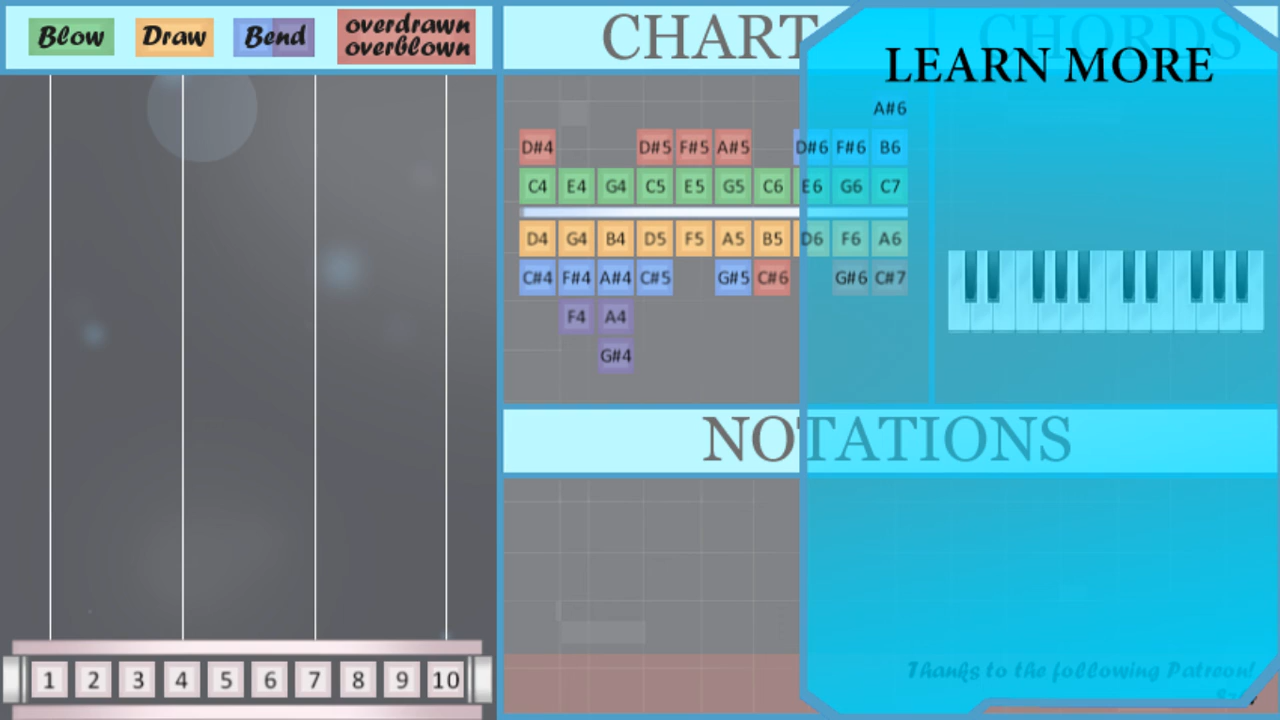 Blow Draw Bend overdrawn
overblown
CHART CHORDS
LEARN MORE
A#6
D#4 D#5 F#5 A#5 D#6 F#6 B6
C4 E4 G4 C5 E5 G5 C6 E6 G6 C7
D4 G4 B4 D5 F5 A5 B5 D6 F6 A6
C#4 F#4 A#4 C#5 G#5 C#6 G#6 C#7
F4 A4
G#4
NOTATIONS
Thanks to the following Patreon!
1 2 3 4 5 6 7 8 9 10